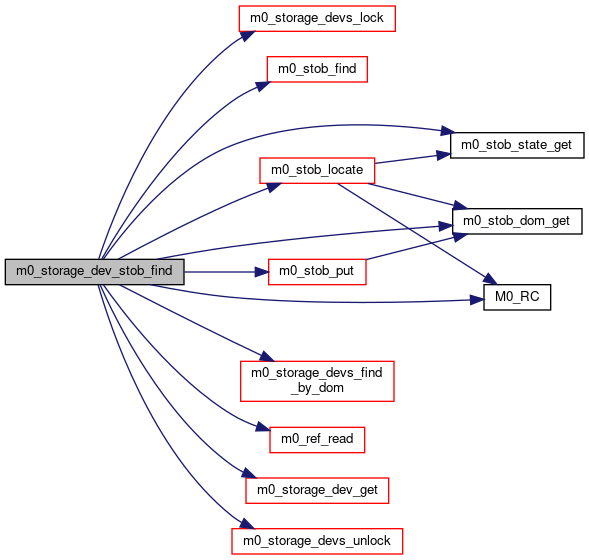 m0_storage_devs_lock
m0_stob_find
m0_stob_state_get
m0_stob_locate
m0_stob_dom_get
m0_storage_dev_stob_find
m0_stob_put
M0_RC
m0_storage_devs_find
_by_dom
m0_ref_read
m0_storage_dev_get
m0_storage_devs_unlock